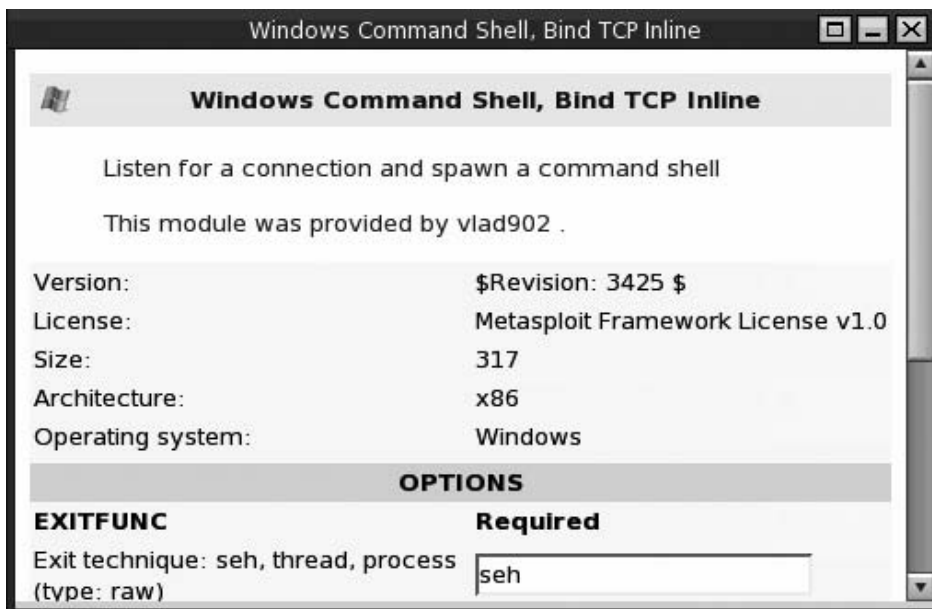 Windows Command Shell, Bind TCP Inline
Windows Command Shell, Bind TCP Inline
Listen for a connection and spawn a command shell
This module was provided by vlad902 .
Version: $Revision: 3425 $
License: Metasploit Framework License v1.0
Size: 317
Architecture: x86
Operating system: Windows
OPTIONS
EXITFUNC Required
Exit technique: seh, thread, process
(type: raw)
seh